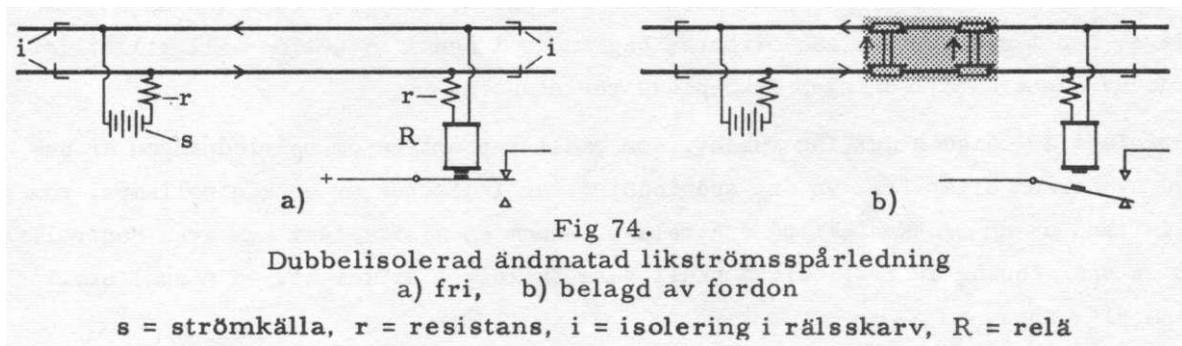 i
i
r
s
r
R
+
a)
b)
Fig 74.
Dubbelisolerad ändmatad likströmsspårledning
a) fri, b) belagd av fordon
s = strömkälla, r = resistans, i = isolering i rälsskarv, R = relä